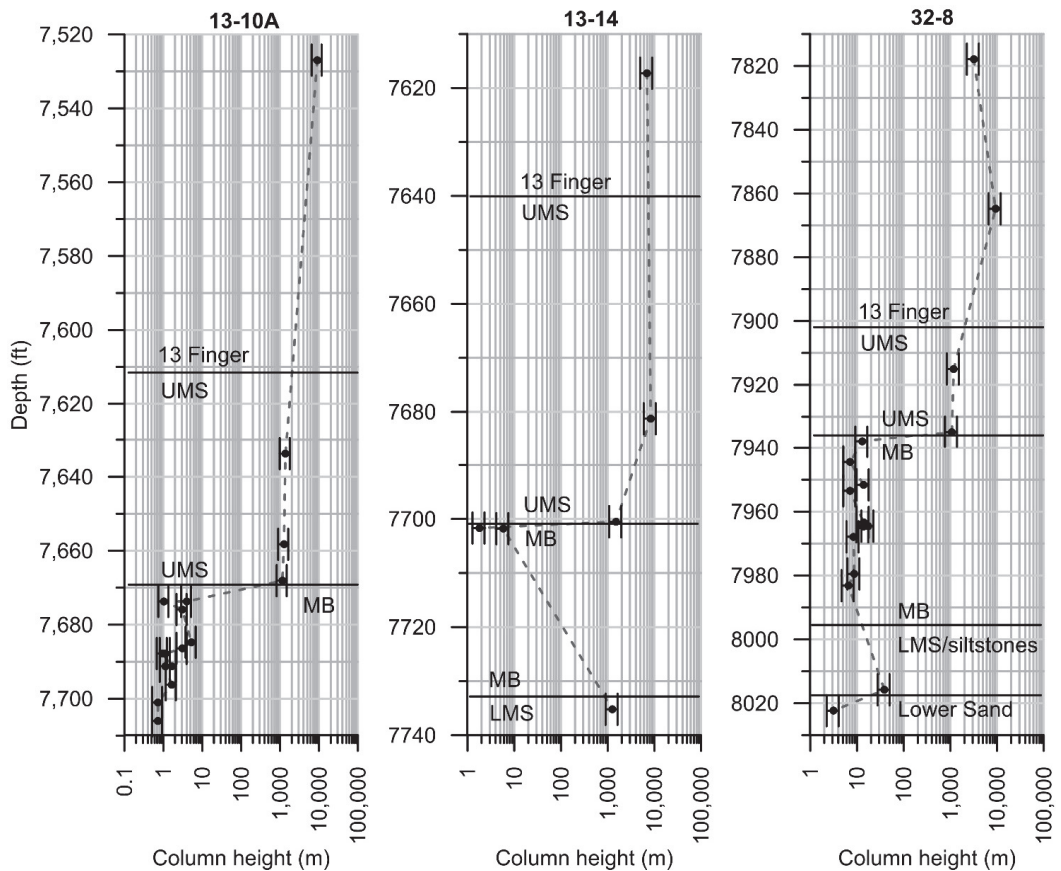 13-10A
13-14
32-8
Depth (ft)
7,520
7,540
7,560
7,580
7,600
7,620
7,640
7,660
7,680
7,700
13 Finger
UMS
UMS
MB
0.1
1
10
100
1,000
10,000
100,000
Column height (m)
7620
7640
7660
7680
7700
7720
7740
13 Finger
UMS
UMS
MB
MB
LMS
1
10
100
1000
10,000
100,000
Column height (m)
7820
7840
7860
7880
7900
7920
7940
7960
7980
8000
8020
13 Finger
UMS
UMS
MB
MB
LMS/siltstones
Lower Sand
1
10
100
1,000
10,000
100,000
Column height (m)